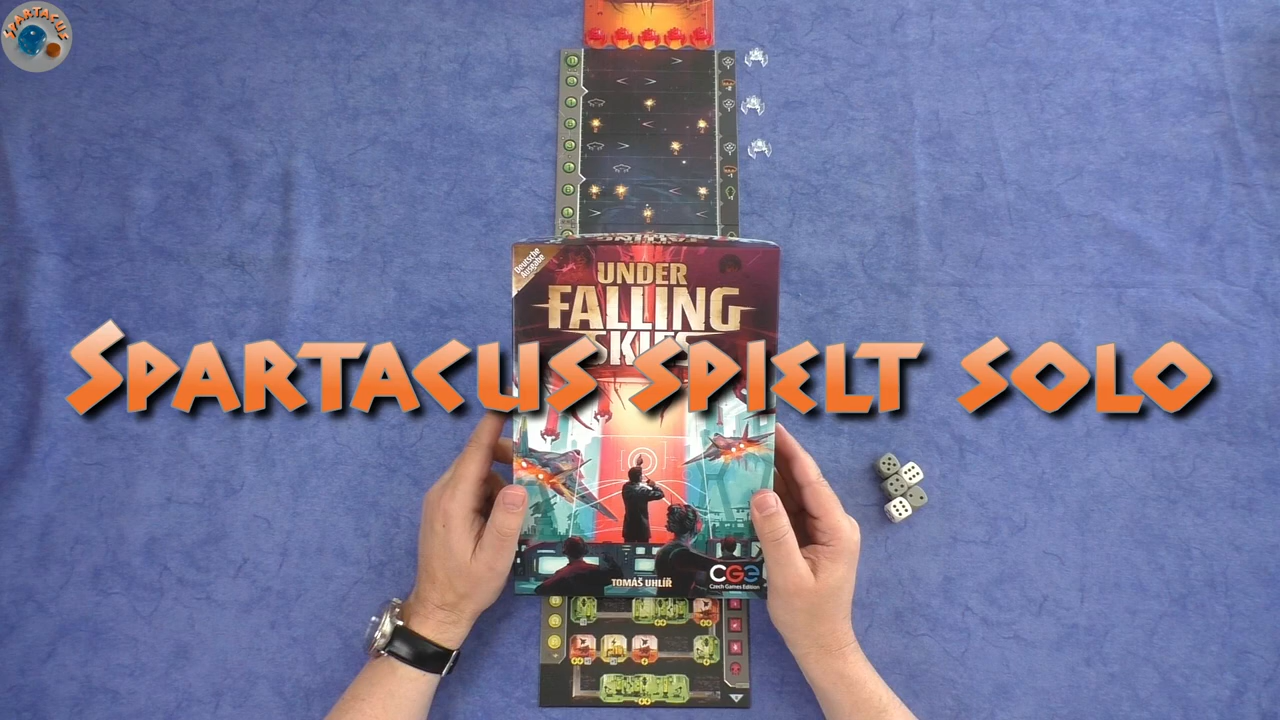 SPARTACUS
Deutsche
Ausgabe
UNDER
FALLING
SKIES
SPARTACUS SPIELT SOLO
TOMÁŠ UHLÍŘ
CGE
Czech Games Edition